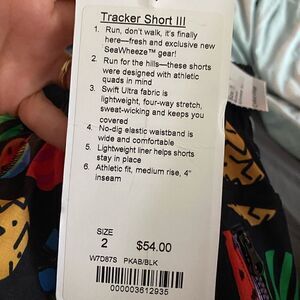 Tracker Short III
1. Run, don't walk, it's finally
here—fresh and exclusive new
SeaWheeze™ gear!
2. Run for the hills—these shorts
were designed with athletic
quads in mind
3. Swift Ultra fabric is
lightweight, four-way stretch,
sweat-wicking and keeps you
covered
4. No-dig elastic waistband is
wide and comfortable
5. Lightweight liner helps shorts
stay in place
6. Athletic fit, medium rise, 4"
inseam
SIZE
2 $54.00
W7D87S PKAB/BLK
000003612935